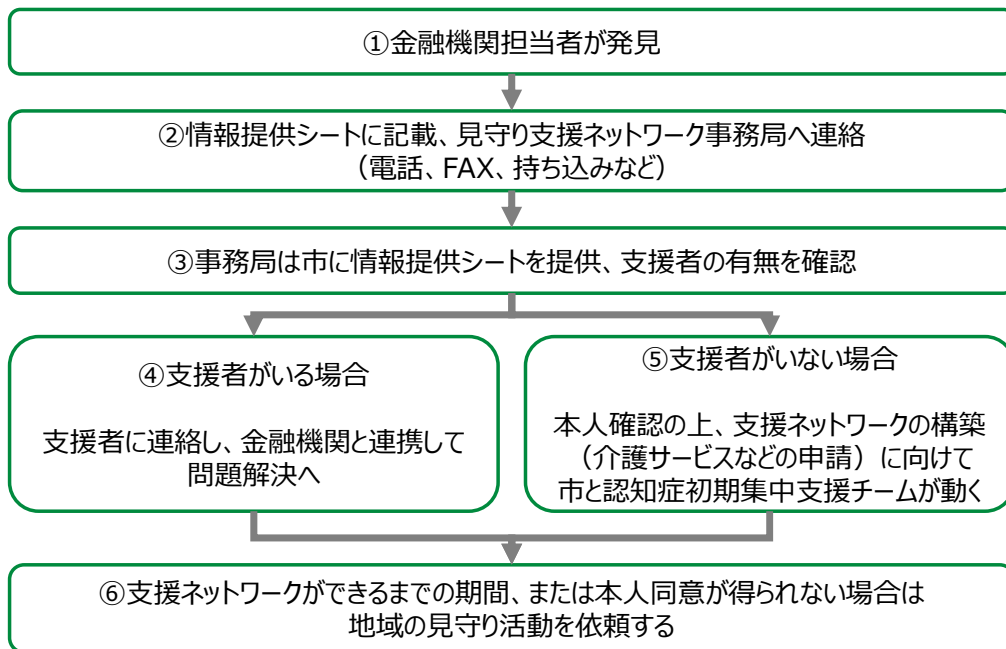 ①金融機関担当者が発見
②情報提供シートに記載、見守り支援ネットワーク事務局へ連絡
（電話、FAX、持ち込みなど）
③事務局は市に情報提供シートを提供、支援者の有無を確認
④支援者がいる場合
支援者に連絡し、金融機関と連携して
問題解決へ
⑤支援者がいない場合
本人確認の上、支援ネットワークの構築
（介護サービスなどの申請）に向けて
市と認知症初期集中支援チームが動く
⑥支援ネットワークができるまでの期間、または本人同意が得られない場合は
地域の見守り活動を依頼する